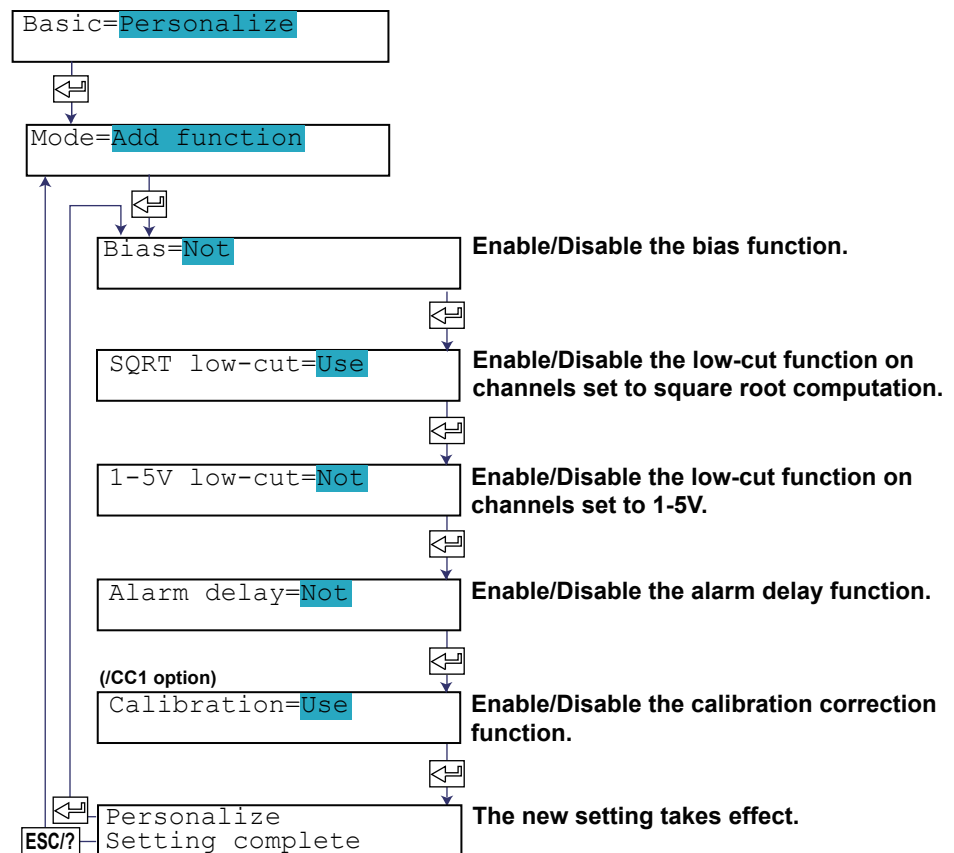 Basic=Personalize
Mode=Add function
Bias=Not
Enable/Disable the bias function.
SQRT low-cut=Use
Enable/Disable the low-cut function on
channels set to square root computation.
1-5V low-cut=Not
Enable/Disable the low-cut function on
channels set to 1-5V.
Alarm delay=Not
Enable/Disable the alarm delay function.
(/CC1 option)
Calibration=Use
Enable/Disable the calibration correction
function.
Personalize
Setting complete
The new setting takes effect.
ESC/?